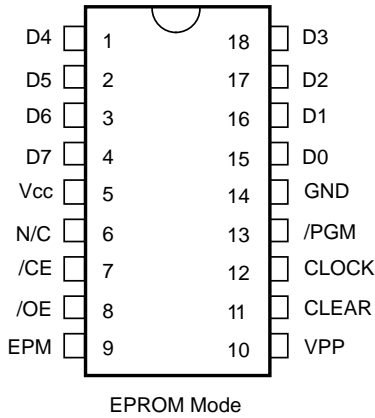 D4 1 18 D3
D5 2 17 D2
D6 3 16 D1
D7 4 15 D0
Vcc 5 14 GND
N/C 6 13 /PGM
/CE 7 12 CLOCK
/OE 8 11 CLEAR
EPM 9 10 VPP
EPROM Mode